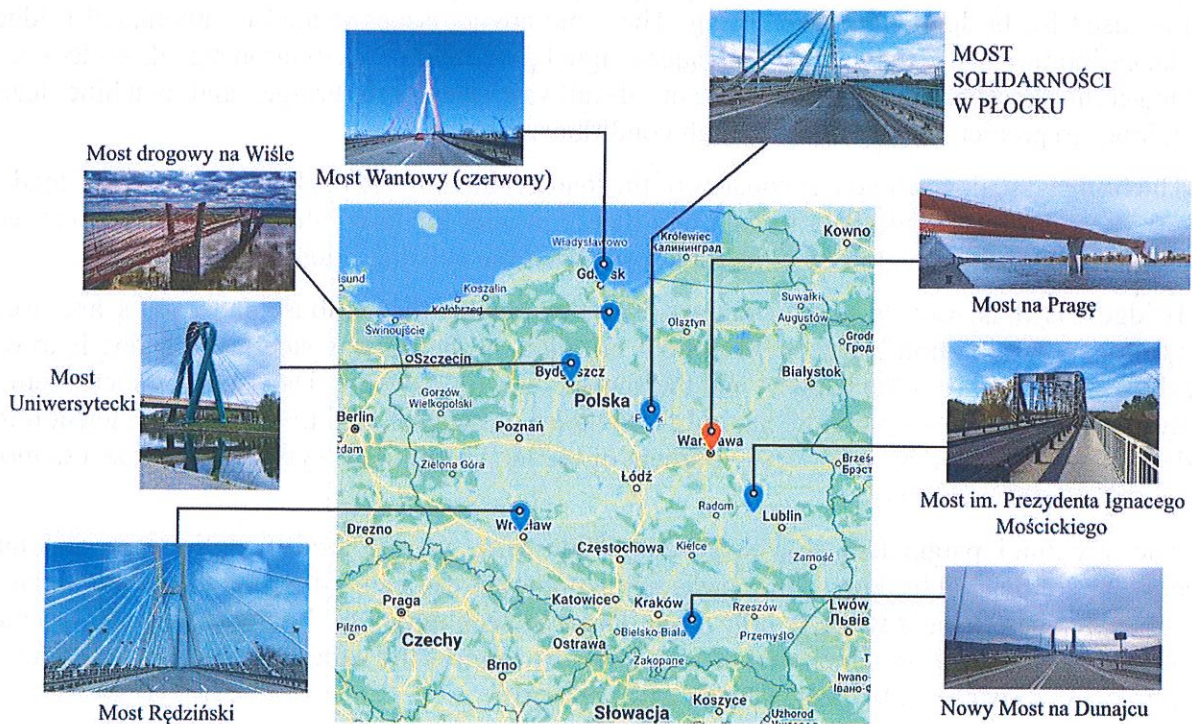 MOST
SOLIDARNOŚCI
W PŁOCKU
Most drogowy na Wiśle
Most Wantowy (czerwony)
Most na Pragę
Most
Uniwersytecki
Most im. Prezydenta Ignacego
Mościckiego
Most Rędziński
Nowy Most na Dunajcu
Władysławowo
Królewiec
Калининград
Kowno
Gdańsk
Koszalin
Kołobrzeg
Suwałki
Augustów
Świnoujście
Olsztyn
Szczecin
Bydgoszcz
Białystok
Gorzów
Wielkopolski
Polska
Berlin
Poznań
Warszawa
Zielona Góra
Łódź
Radom
Lublin
Drezno
Wrocław
Częstochowa
Kielce
Zamość
Praga
Katowice
Kraków
Rzeszów
Lwów
Львів
Pilzno
Czechy
Ostrawa
Bielsko-Biała
Przemyśl
Zakopane
Brno
Koszyce
Słowacja
Użhorod